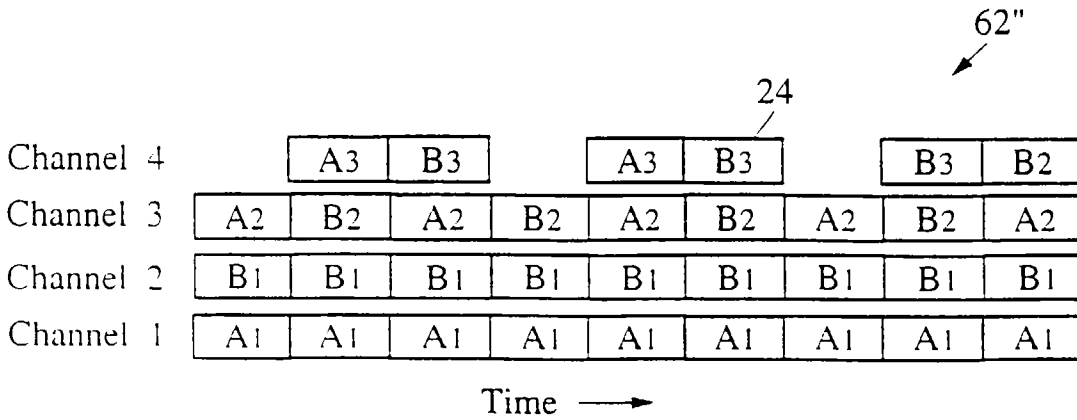 62"
24
Channel 4 A3 B3 A3 B3 B3 B2
Channel 3 A2 B2 A2 B2 A2 B2 A2 B2 A2
Channel 2 B1 B1 B1 B1 B1 B1 B1 B1 B1
Channel 1 A1 A1 A1 A1 A1 A1 A1 A1 A1
Time